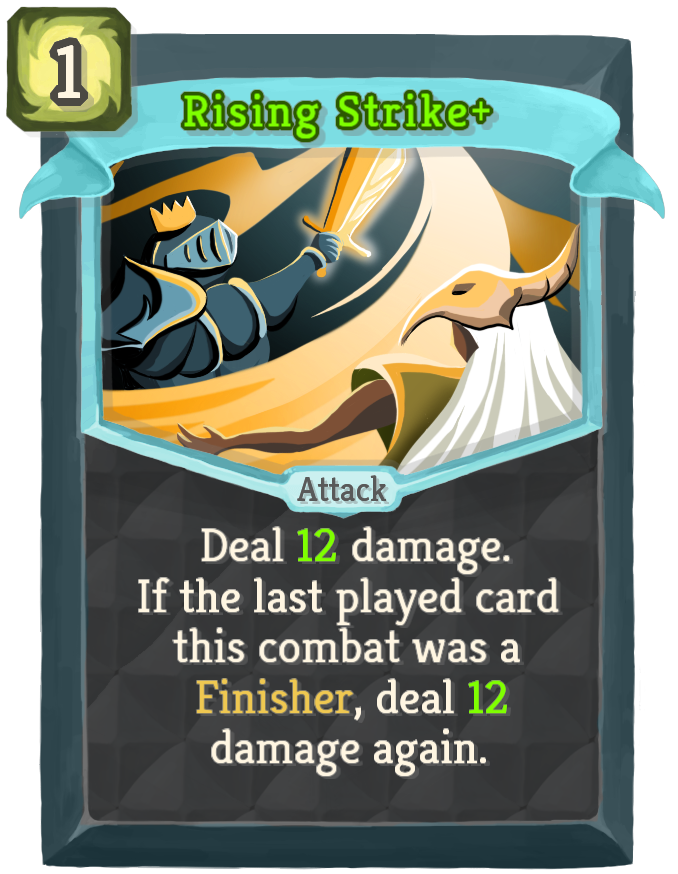 1
Rising Strike+
Attack
Deal 12 damage.
If the last played card
this combat was a
Finisher, deal 12
damage again.